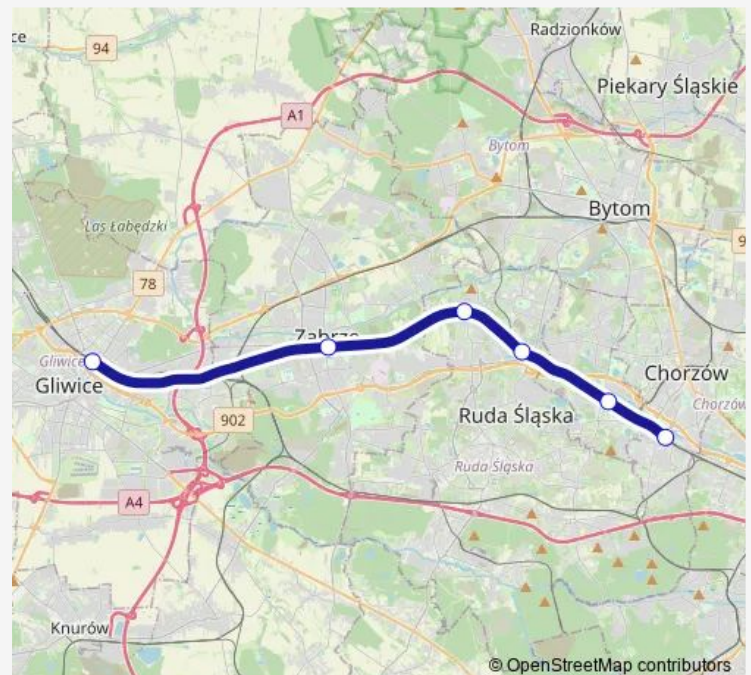 Radzionków
ce
94
Piekary Śląskie
A1
Bytom
Las Łabędzki
Bytom
9
78
Zabrze
Gliwice
Gliwice
Chorzów
Chorzów
902
Ruda Śląska
Ruda Śląska
A4
Knurów
© OpenStreetMap contributors